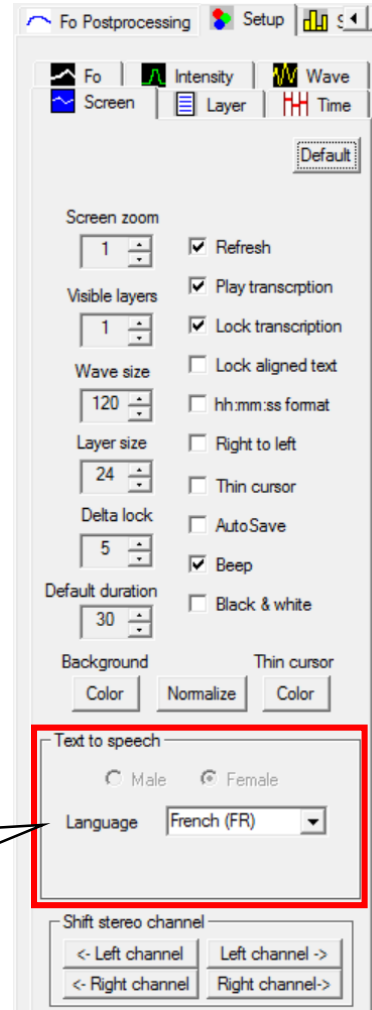 Fo Postprocessing Setup
Fo Intensity Wave
Screen Layer Time
Default
Screen zoom
1
Refresh
Visible layers
Play transcrption
1
Lock transcription
Wave size
Lock aligned text
120
hh:mm:ss format
Layer size
Right to left
24
Thin cursor
Delta lock
AutoSave
5
Beep
Default duration
Black & white
30
Background Thin cursor
Color Normalize Color
Text to speech
Male Female
Language French (FR)
Shift stereo channel
<- Left channel Left channel ->
<- Right channel Right channel->